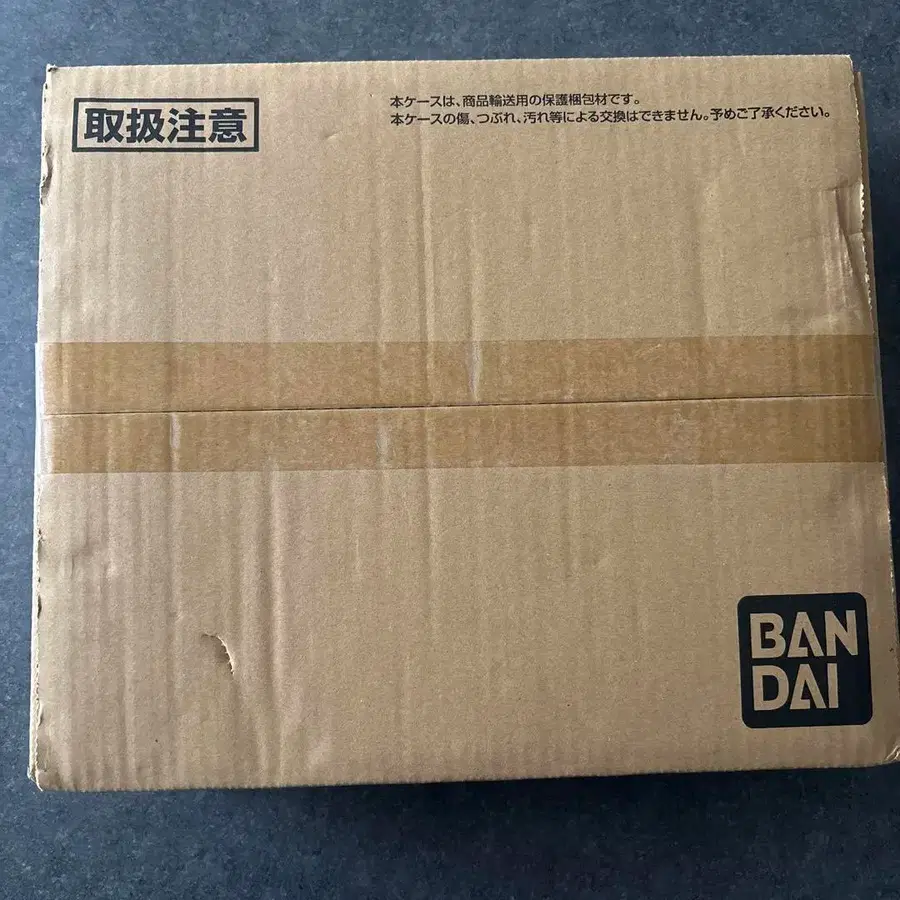 取扱注意
本ケースは、商品輸送用の保護梱包材です。
本ケースの傷、つぶれ、汚れ等による交換はできません。予めご了承ください。
BAN
DAI